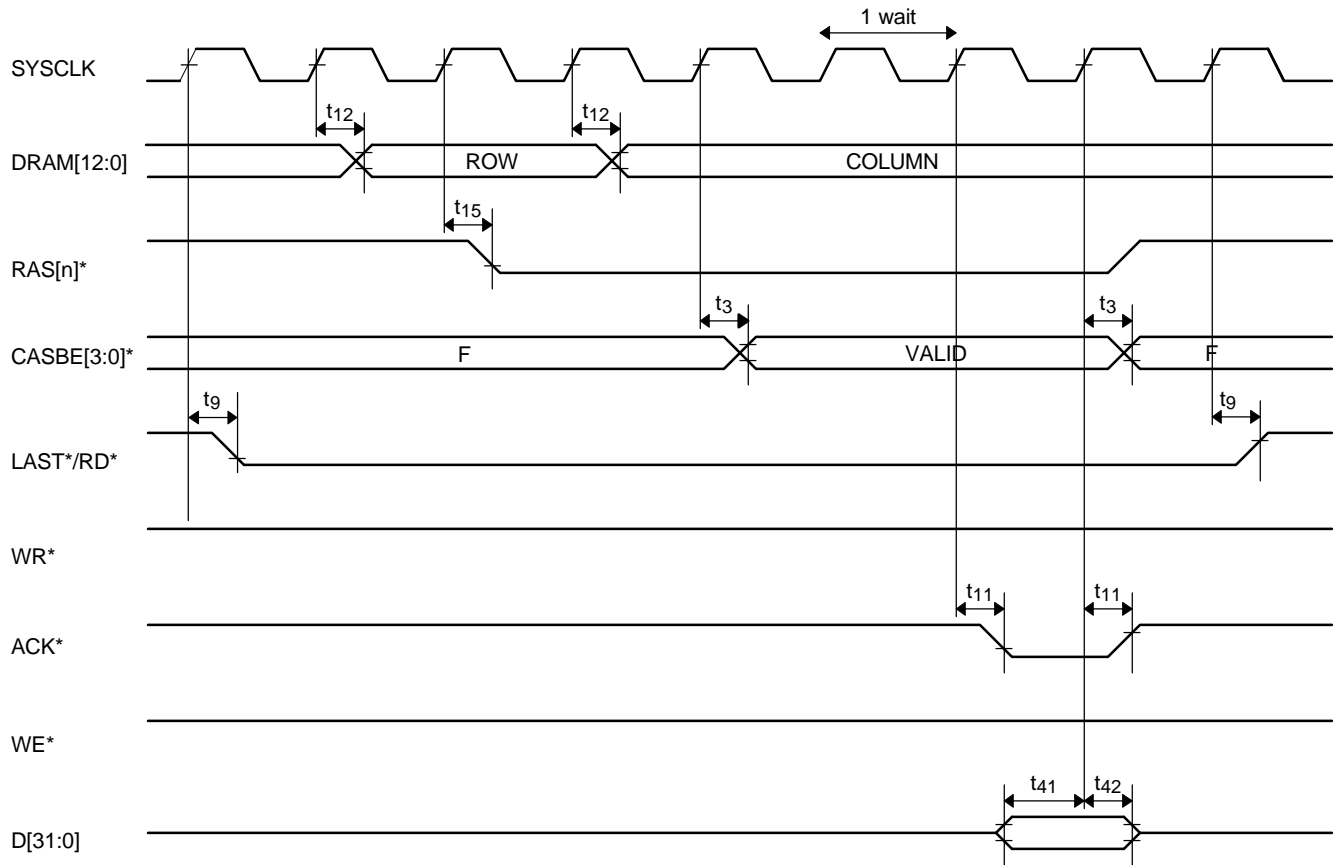 1 wait
SYSCLK
t12 t12
DRAM[12:0] ROW COLUMN
t15
RAS[n]*
t3 t3
CASBE[3:0]* F VALID F
t9 t9
LAST*/RD*
WR*
t11 t11
ACK*
WE*
t41 t42
D[31:0]